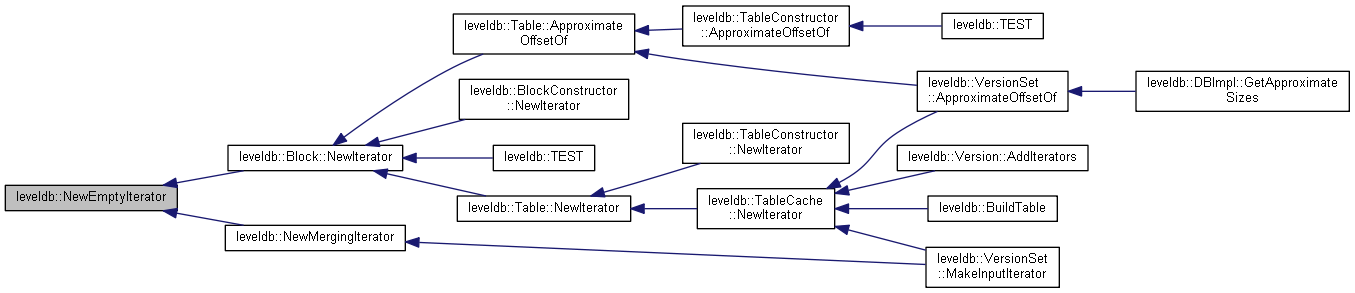 leveldb::NewEmptyIterator
leveldb::Block::NewIterator
leveldb::NewMergingIterator
leveldb::Table::Approximate
OffsetOf
leveldb::BlockConstructor
::NewIterator
leveldb::TEST
leveldb::Table::NewIterator
leveldb::TableConstructor
::ApproximateOffsetOf
leveldb::TableConstructor
::NewIterator
leveldb::TableCache
::NewIterator
leveldb::TEST
leveldb::VersionSet
::ApproximateOffsetOf
leveldb::Version::AddIterators
leveldb::BuildTable
leveldb::VersionSet
::MakeInputIterator
leveldb::DBImpl::GetApproximate
Sizes